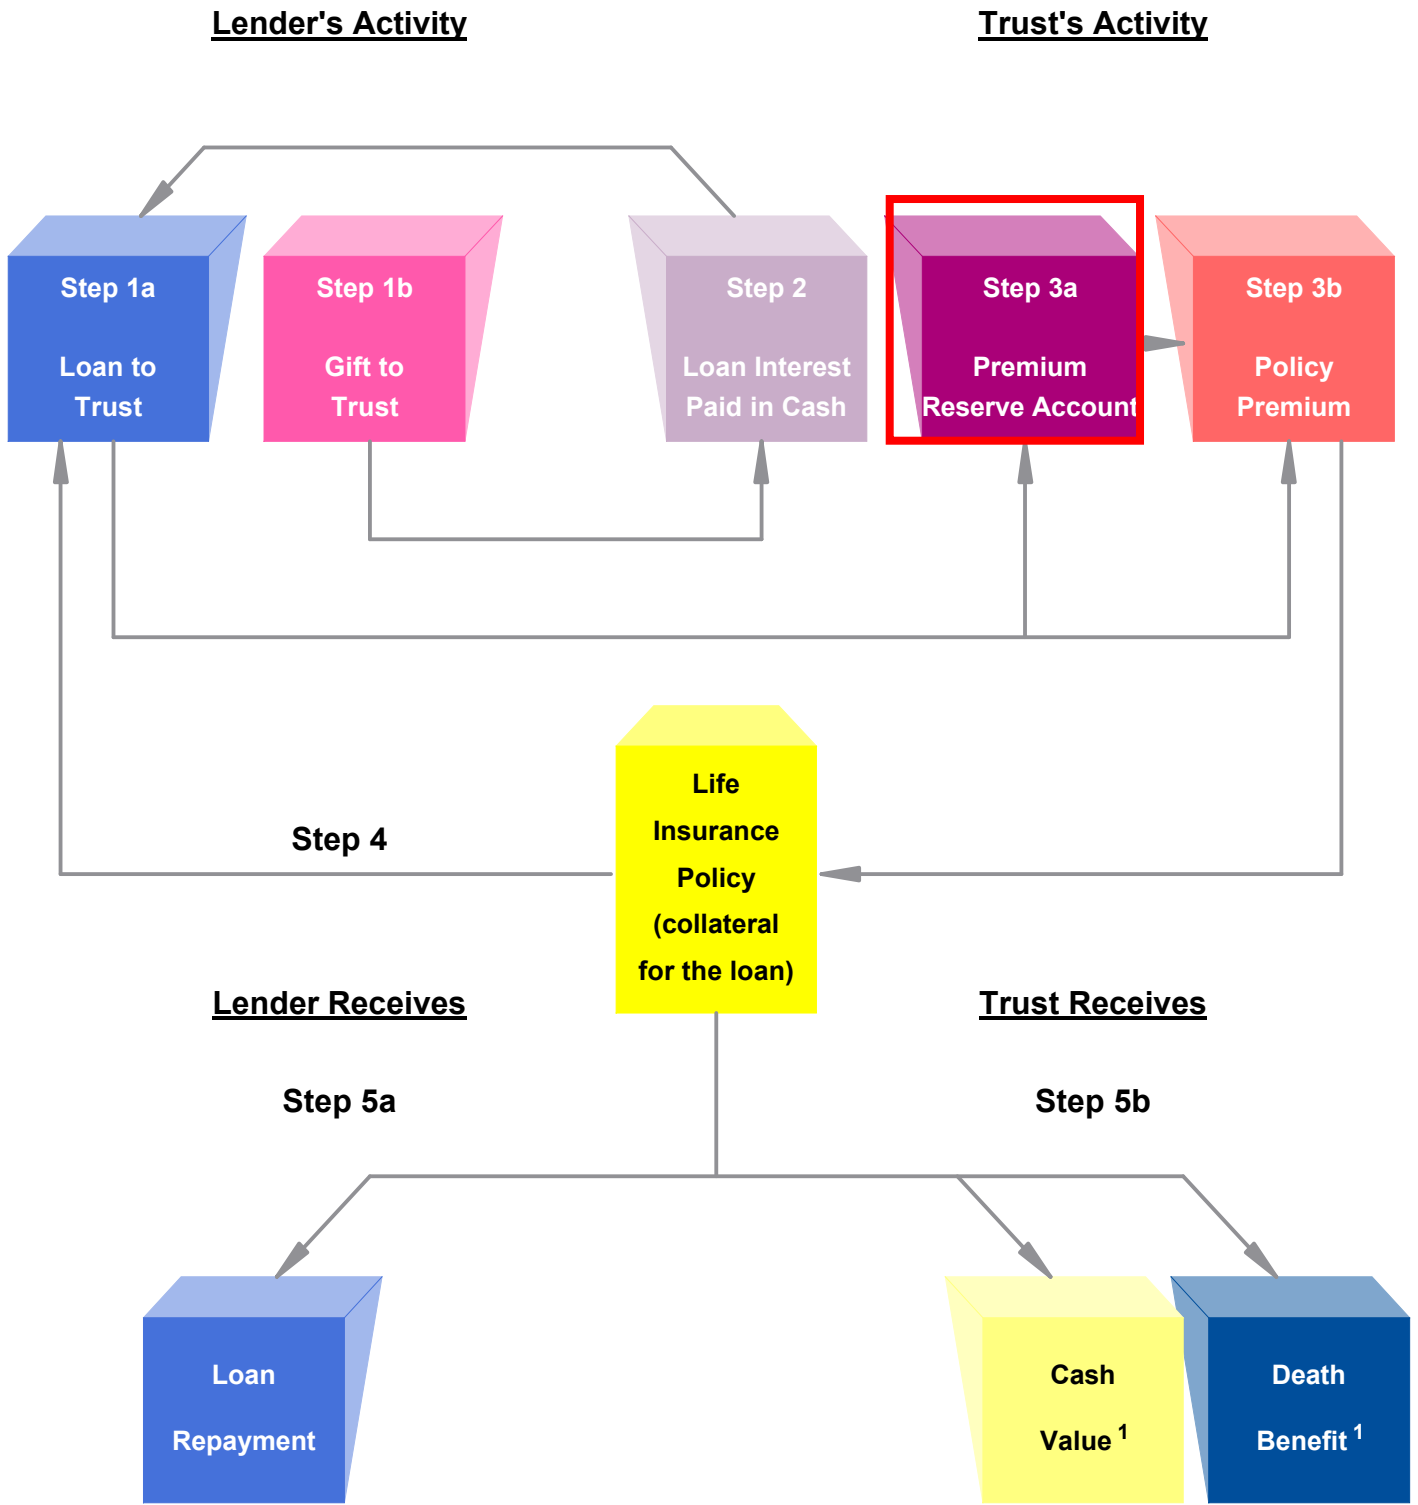 Lender's Activity
Trust's Activity
Step 1a
Loan to
Trust
Step 1b
Gift to
Trust
Step 2
Loan Interest
Paid in Cash
Step 3a
Premium
Reserve Account
Step 3b
Policy
Premium
Life
Insurance
Policy
(collateral
for the loan)
Step 4
Lender Receives
Trust Receives
Step 5a
Step 5b
Loan
Repayment
Cash
Value 1
Death
Benefit 1